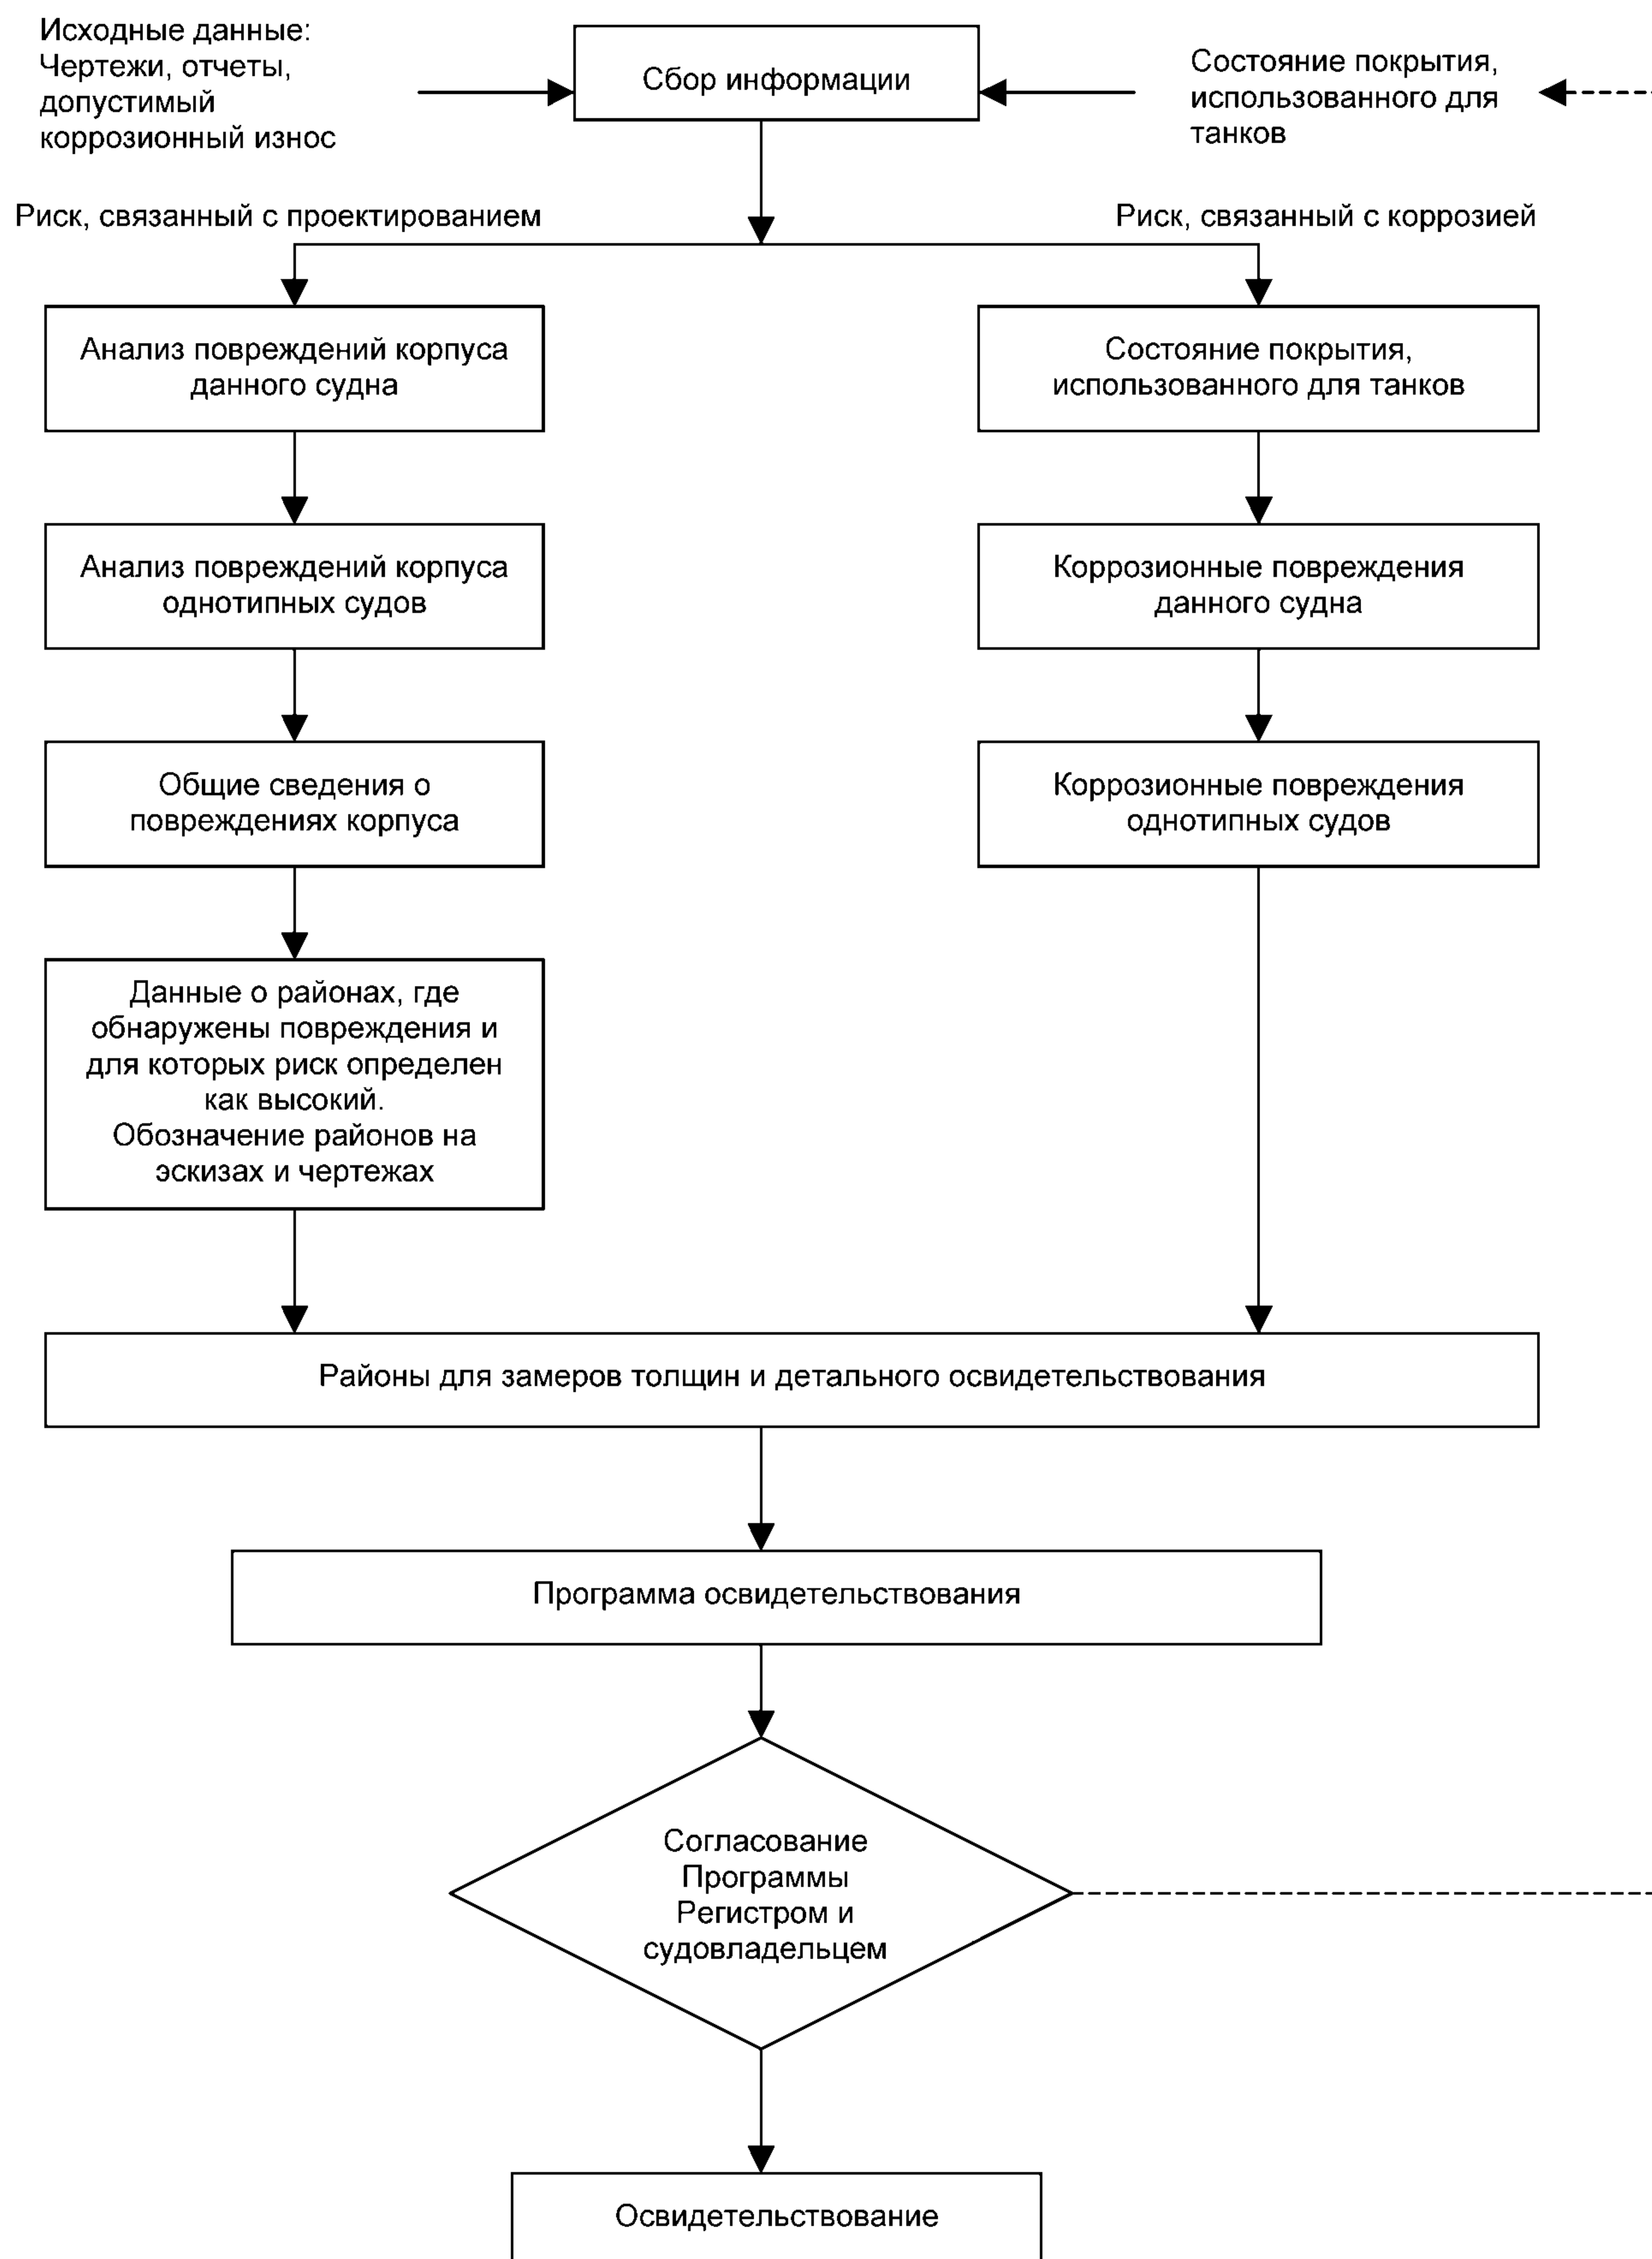 Исходные данные:
Чертежи, отчеты,
допустимый
коррозионный износ
Сбор информации
Состояние покрытия,
использованного для
танков
Риск, связанный с проектированием
Риск, связанный с коррозией
Анализ повреждений корпуса
данного судна
Состояние покрытия,
использованного для танков
Анализ повреждений корпуса
однотипных судов
Коррозионные повреждения
данного судна
Общие сведения о
повреждениях корпуса
Коррозионные повреждения
однотипных судов
Данные о районах, где
обнаружены повреждения и
для которых риск определен
как высокий.
Обозначение районов на
эскизах и чертежах
Районы для замеров толщин и детального освидетельствования
Программа освидетельствования
Согласование
Программы
Регистром и
судовладельцем
Освидетельствование